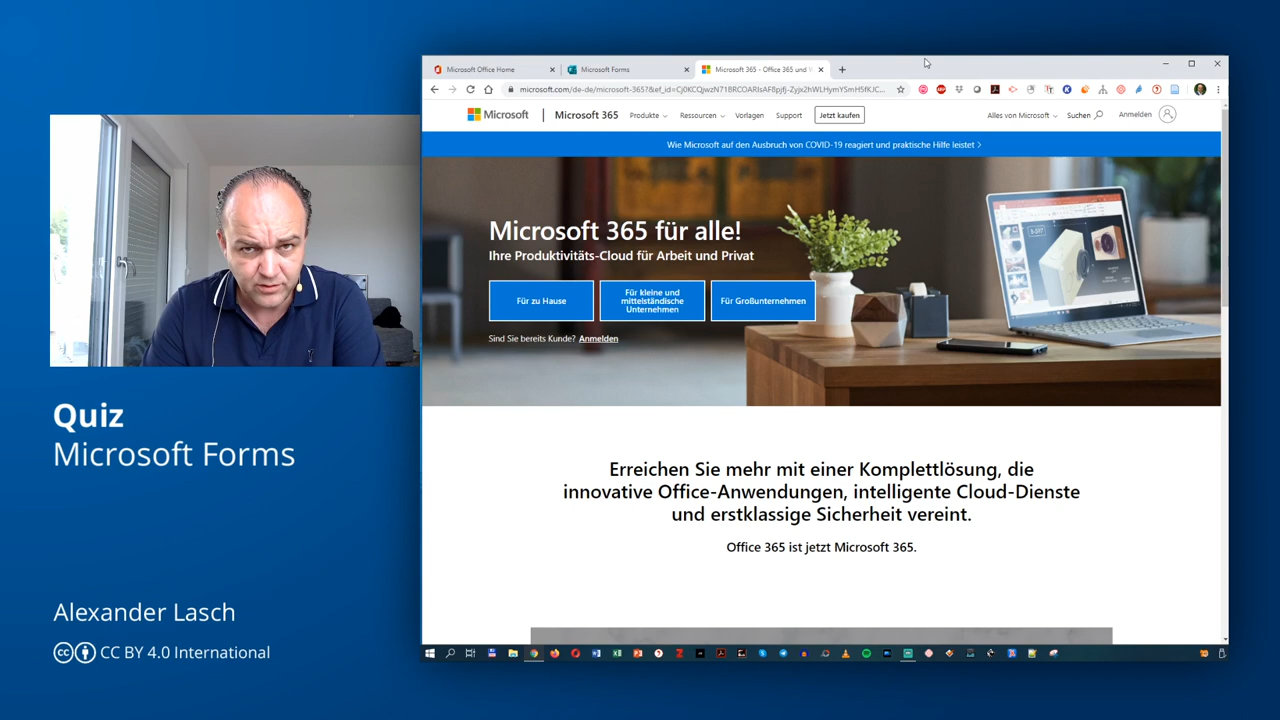 Microsoft Office Home
Microsoft Forms
Microsoft 365 - Office 365 und
Microsoft
Microsoft 365
Produkte
Ressourcen
Vorlagen
Support
Jetzt kaufen
Alles von Microsoft
Suchen
Anmelden
Wie Microsoft auf den Ausbruch von COVID-19 reagiert und praktische Hilfe leistet
Microsoft 365 für alle!
Ihre Produktivitäts-Cloud für Arbeit und Privat
Für zu Hause
Für kleine und
mittelständische
Unternehmen
Für Großunternehmen
Sind Sie bereits Kunde? Anmelden
Erreichen Sie mehr mit einer Komplettlösung, die
innovative Office-Anwendungen, intelligente Cloud-Dienste
und erstklassige Sicherheit vereint.
Office 365 ist jetzt Microsoft 365.
Quiz
Microsoft Forms
Alexander Lasch
CC BY 4.0 International